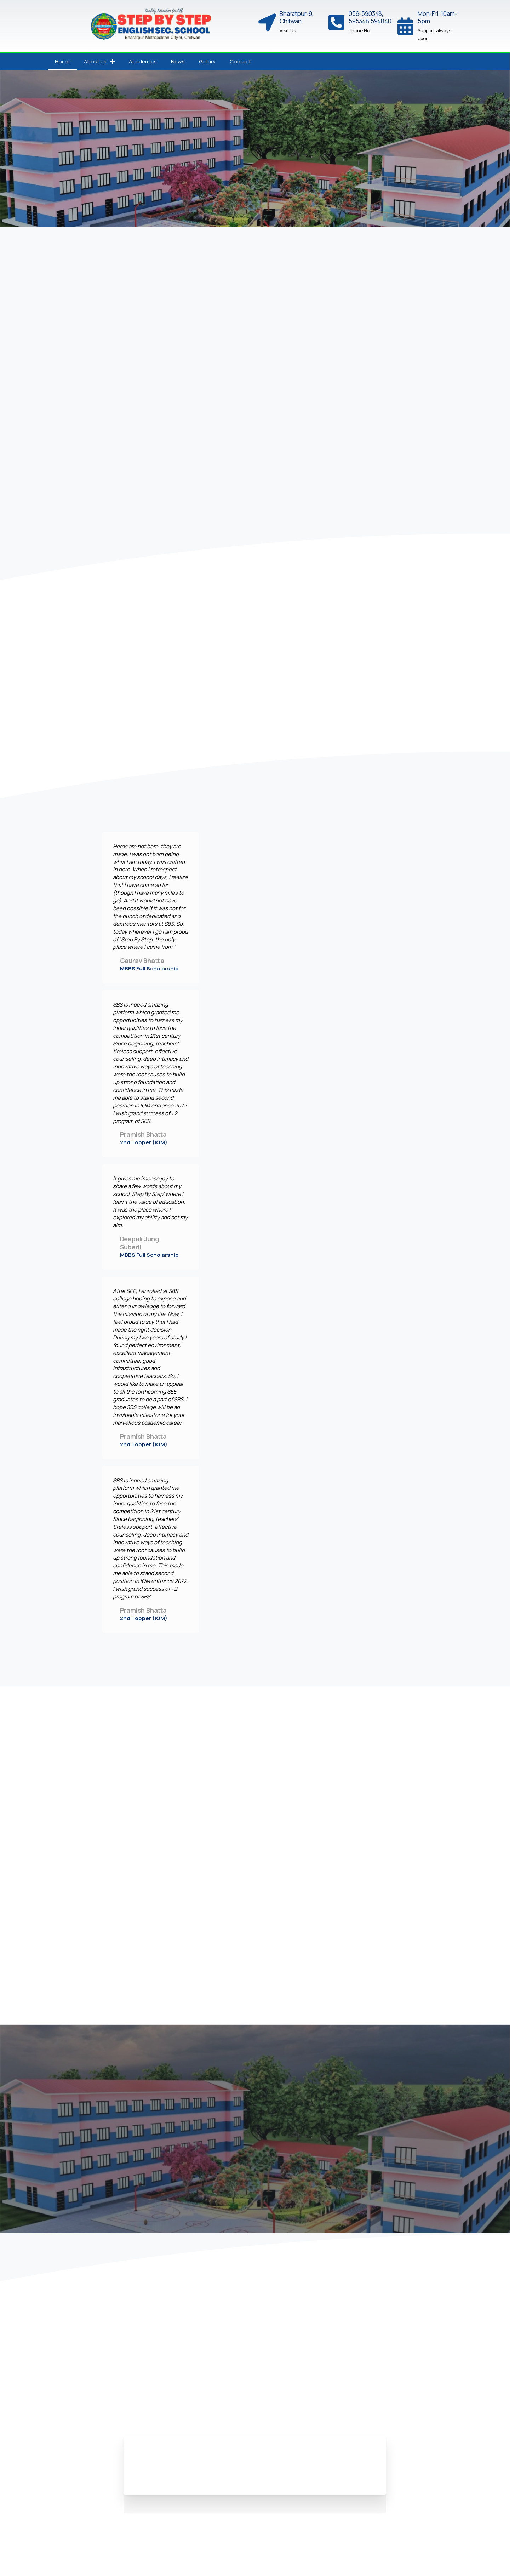 Quality Education for All
STEP BY STEP
ENGLISH SEC. SCHOOL
Bharatpur Metropolitan City-9, Chitwan
Bharatpur-9,
Chitwan
Visit Us
056-590348,
595348,594840
Phone No
Mon-Fri: 10am-
5pm
Support always
open
Home
About us
Academics
News
Gallary
Contact
Heros are not born, they are
made. I was not born being
what I am today. I was crafted
in here. When I retrospect
about my school days, I realize
that I have come so far
(though I have many miles to
go). And it would not have
been possible if it was not for
the bunch of dedicated and
dextrous mentors at SBS. So,
today wherever I go I am proud
of "Step By Step, the holy
place where I came from."
Gaurav Bhatta
MBBS Full Scholarship
SBS is indeed amazing
platform which granted me
opportunities to harness my
inner qualities to face the
competition in 21st century.
Since beginning, teachers'
tireless support, effective
counseling, deep intimacy and
innovative ways of teaching
were the root causes to build
up strong foundation and
confidence in me. This made
me able to stand second
position in IOM entrance 2072.
I wish grand success of +2
program of SBS.
Pramish Bhatta
2nd Topper (IOM)
It gives me imense joy to
share a few words about my
school 'Step By Step' where I
learnt the value of education.
It was the place where I
explored my ability and set my
aim.
Deepak Jung
Subedi
MBBS Full Scholarship
After SEE, I enrolled at SBS
college hoping to expose and
extend knowledge to forward
the mission of my life. Now, I
feel proud to say that I had
made the right decision.
During my two years of study I
found perfect environment,
excellent management
committee, good
infrastructures and
cooperative teachers. So, I
would like to make an appeal
to all the forthcoming SEE
graduates to be a part of SBS. I
hope SBS college will be an
invaluable milestone for your
marvellous academic career.
Pramish Bhatta
2nd Topper (IOM)
SBS is indeed amazing
platform which granted me
opportunities to harness my
inner qualities to face the
competition in 21st century.
Since beginning, teachers'
tireless support, effective
counseling, deep intimacy and
innovative ways of teaching
were the root causes to build
up strong foundation and
confidence in me. This made
me able to stand second
position in IOM entrance 2072.
I wish grand success of +2
program of SBS.
Pramish Bhatta
2nd Topper (IOM)